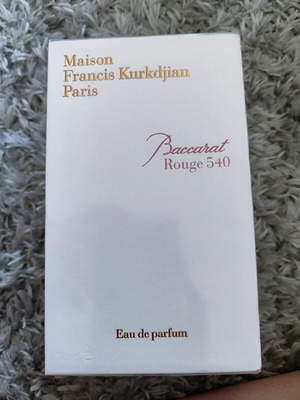 Maison
Francis Kurkdjian
Paris
Baccarat
Rouge 540
Eau de parfum